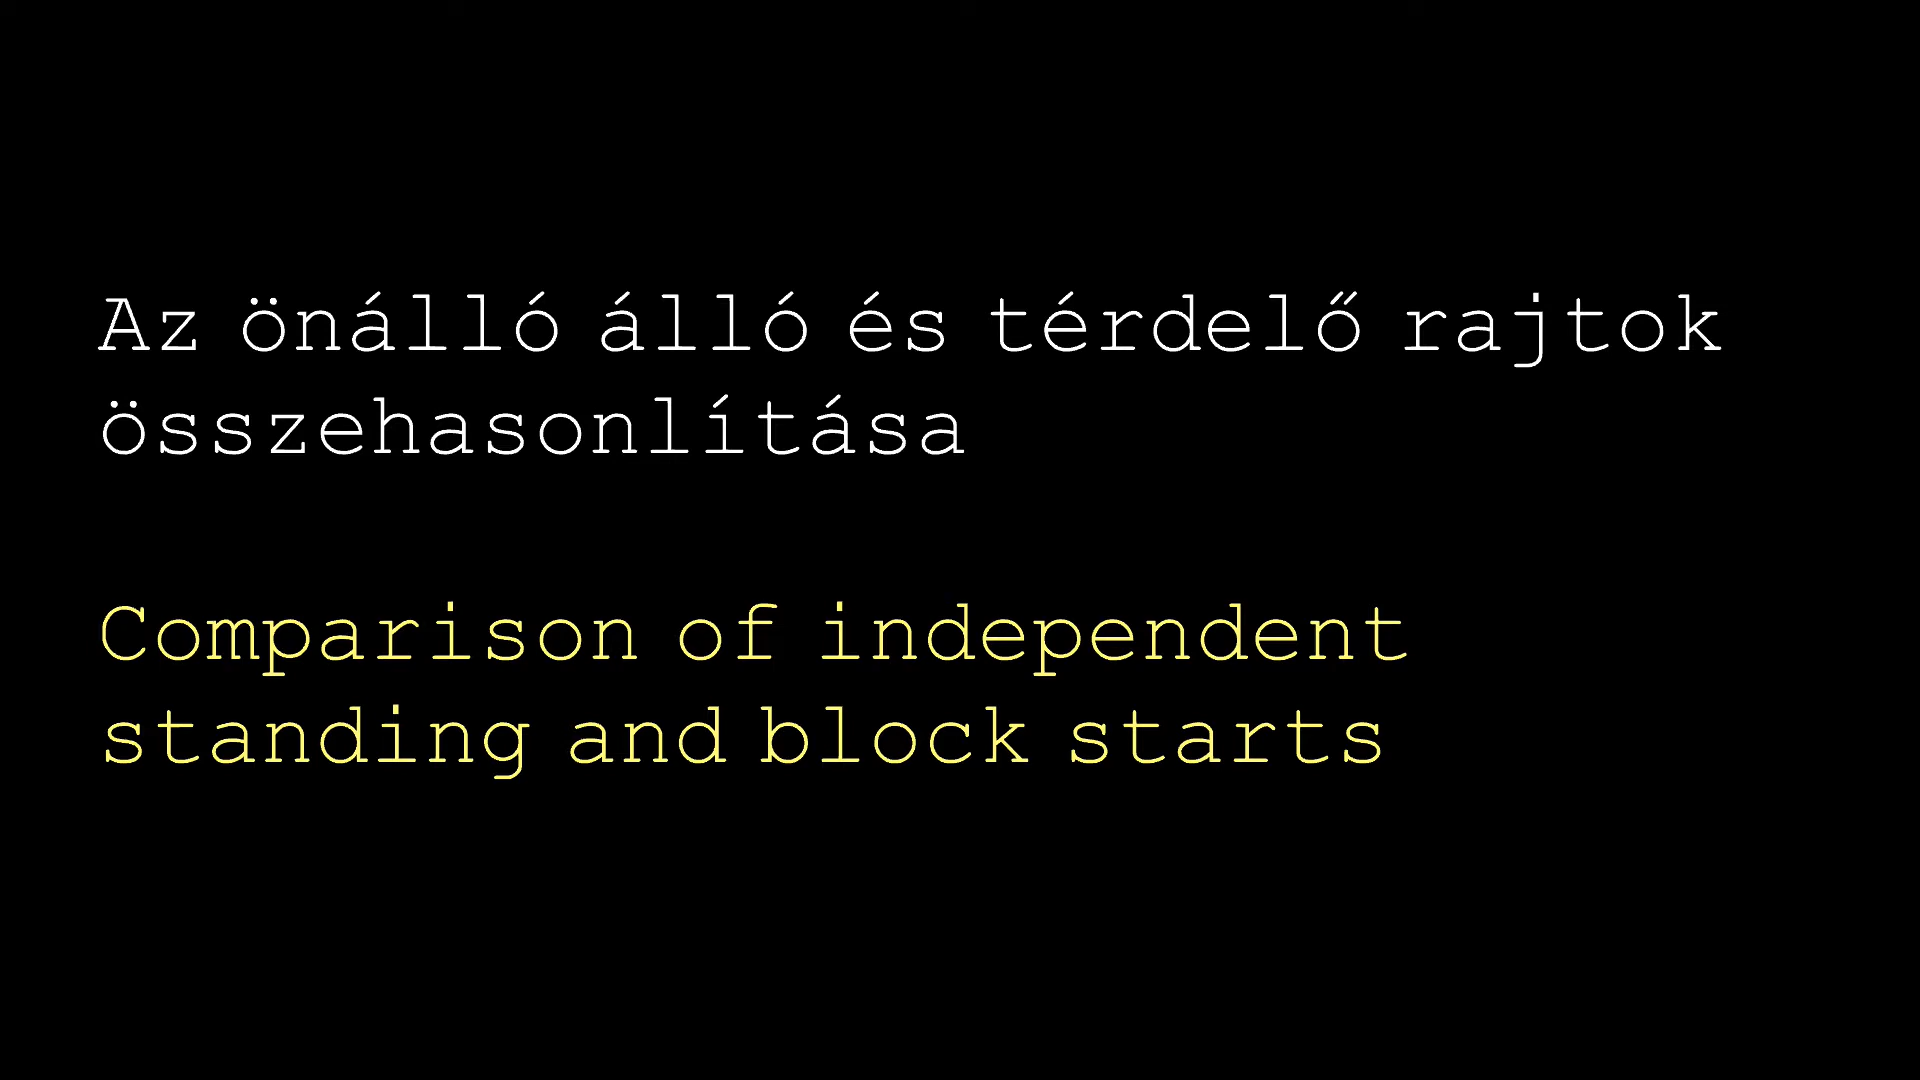 Az önálló álló és térdelő rajtok
összehasonlítása
Comparison of independent
standing and block starts